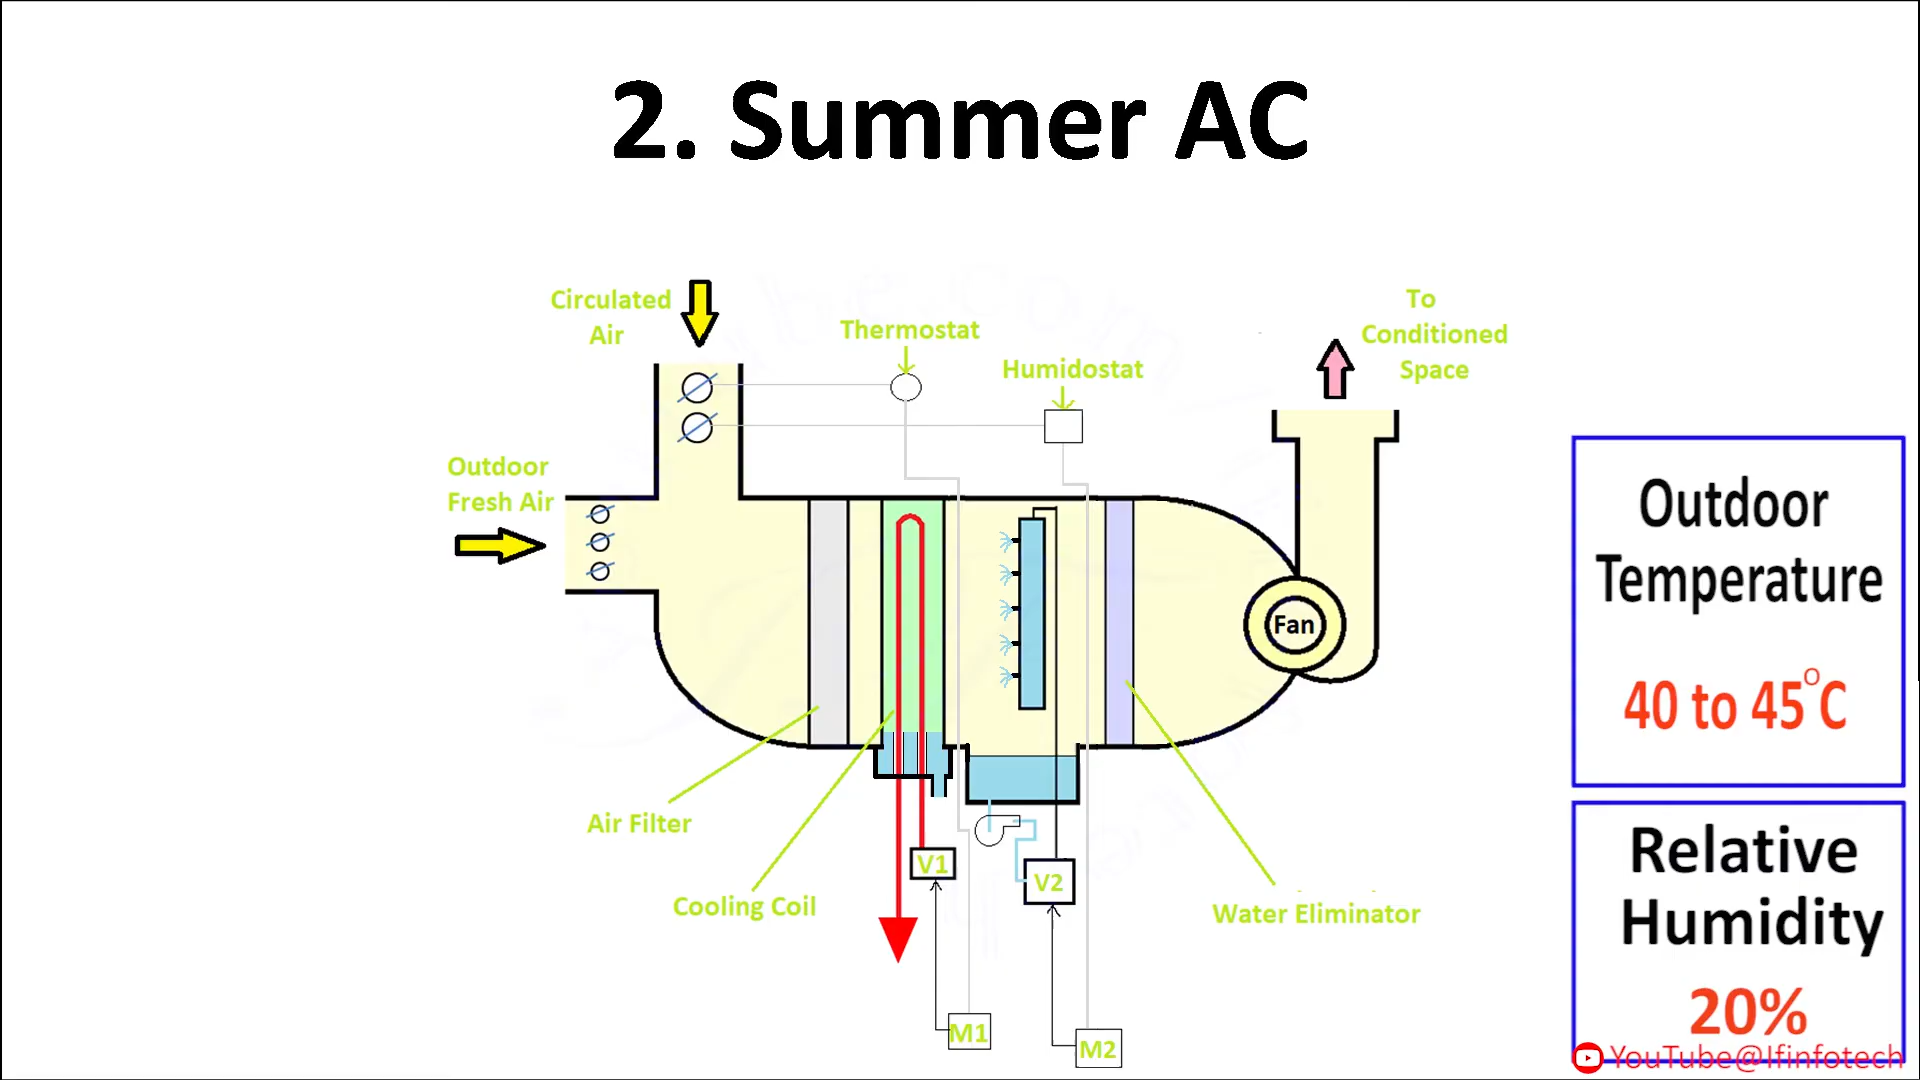 2. Summer AC
Circulated
Air
Thermostat
Humidostat
To
Conditioned
Space
Outdoor
Fresh Air
Fan
Air Filter
Cooling Coil
V1
V2
Water Eliminator
M1
M2
Outdoor
Temperature
40 to 45°C
Relative
Humidity
20%
YouTube@Ifinfotech